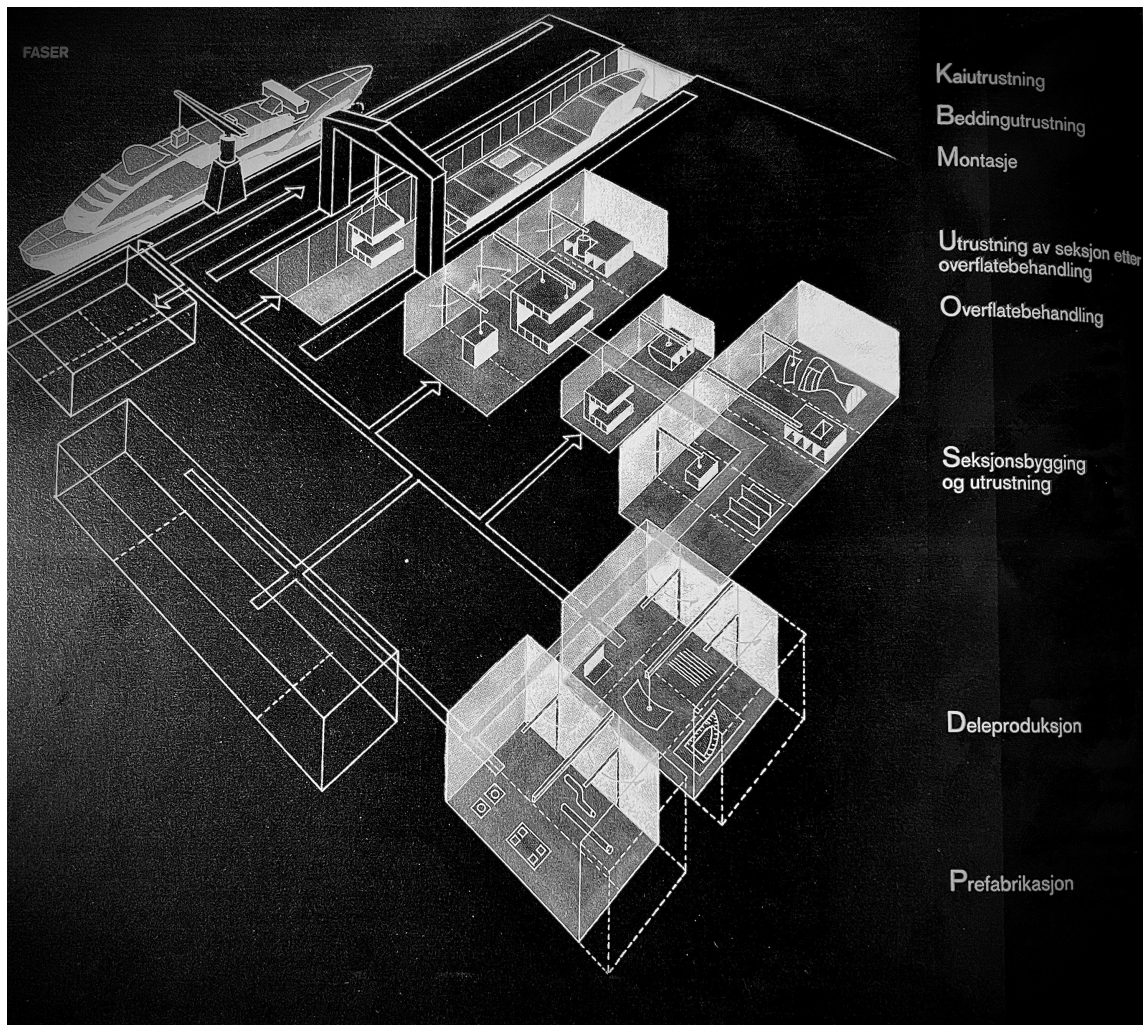 FASER
Kaiutrustning
Beddingutrustning
Montasje
Utrustning av seksjon etter
overflatebehandling
Overflatebehandling
Seksjonsbygging
og utrustning
Deleproduksjon
Prefabrikasjon